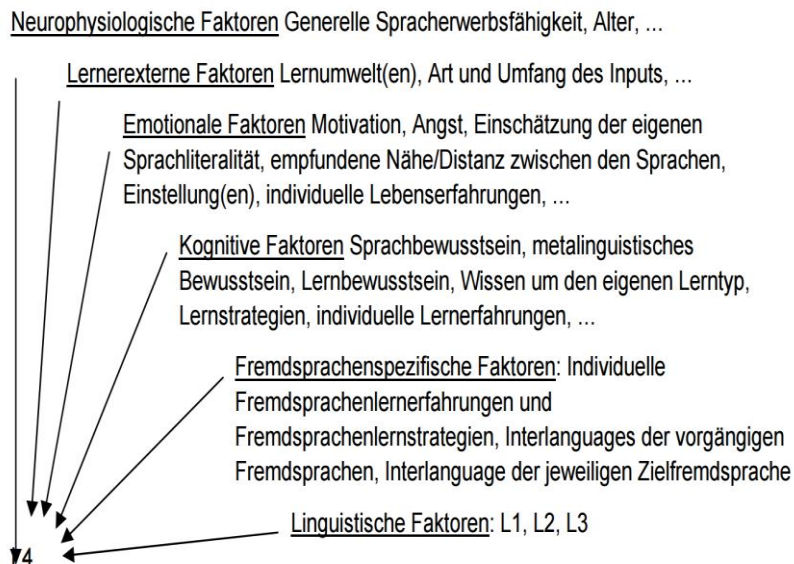 Neurophysiologische Faktoren Generelle Spracherwerbsfähigkeit, Alter, ...
Lernerexterne Faktoren Lernumwelt(en), Art und Umfang des Inputs, ...
Emotionale Faktoren Motivation, Angst, Einschätzung der eigenen
Sprachliteralität, empfundene Nähe/Distanz zwischen den Sprachen,
Einstellung(en), individuelle Lebenserfahrungen, ...
Kognitive Faktoren Sprachbewusstsein, metalinguistisches
Bewusstsein, Lernbewusstsein, Wissen um den eigenen Lerntyp,
Lernstrategien, individuelle Lernerfahrungen, ...
Fremdsprachenspezifische Faktoren: Individuelle
Fremdsprachenlernerfahrungen und
Fremdsprachenlernstrategien, Interlanguages der vorgängigen
Fremdsprachen, Interlanguage der jeweiligen Zielfremdsprache
Linguistische Faktoren: L1, L2, L3